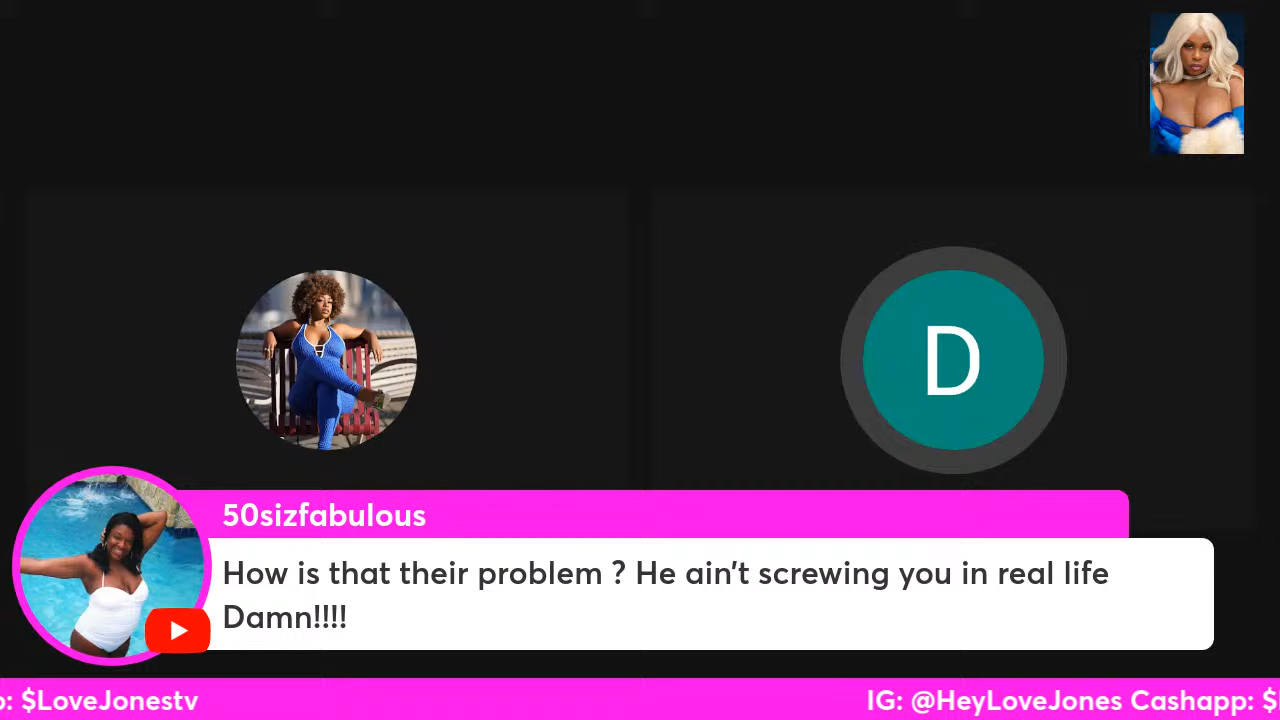 D
50sizfabulous
How is that their problem ? He ain't screwing you in real life
Damn!!!!
: $LoveJonestv
IG: @HeyLoveJones Cashapp: $